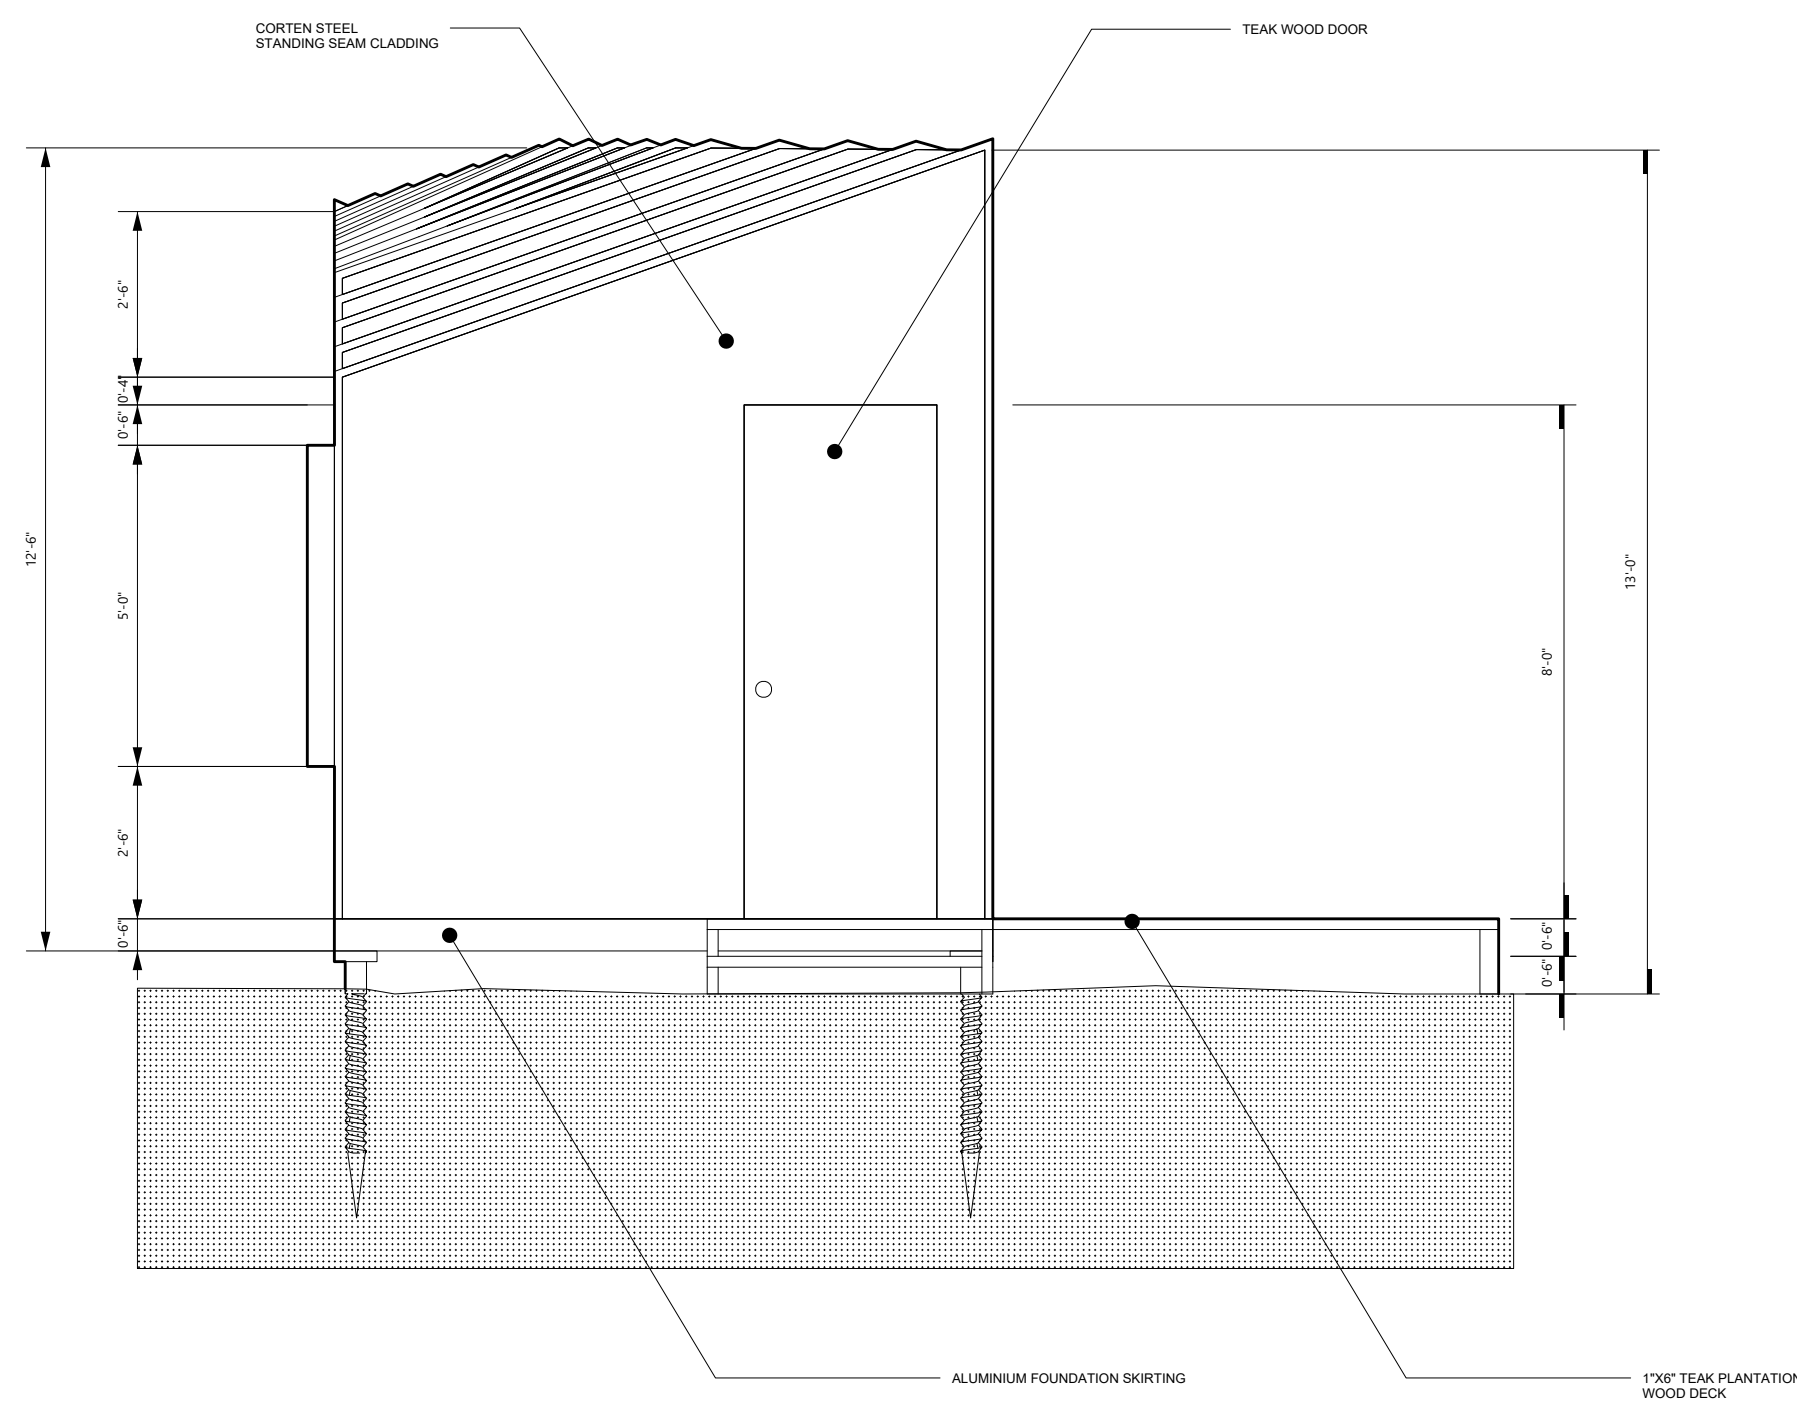 CORTEN STEEL
STANDING SEAM CLADDING
TEAK WOOD DOOR
2'-6"
0'-4"
0'-6"
12'-6"
5'-0"
13'-0"
8'-0"
2'-6"
0'-6"
0'-6"
0'-6"
ALUMINIUM FOUNDATION SKIRTING
1"X6" TEAK PLANTATION
WOOD DECK